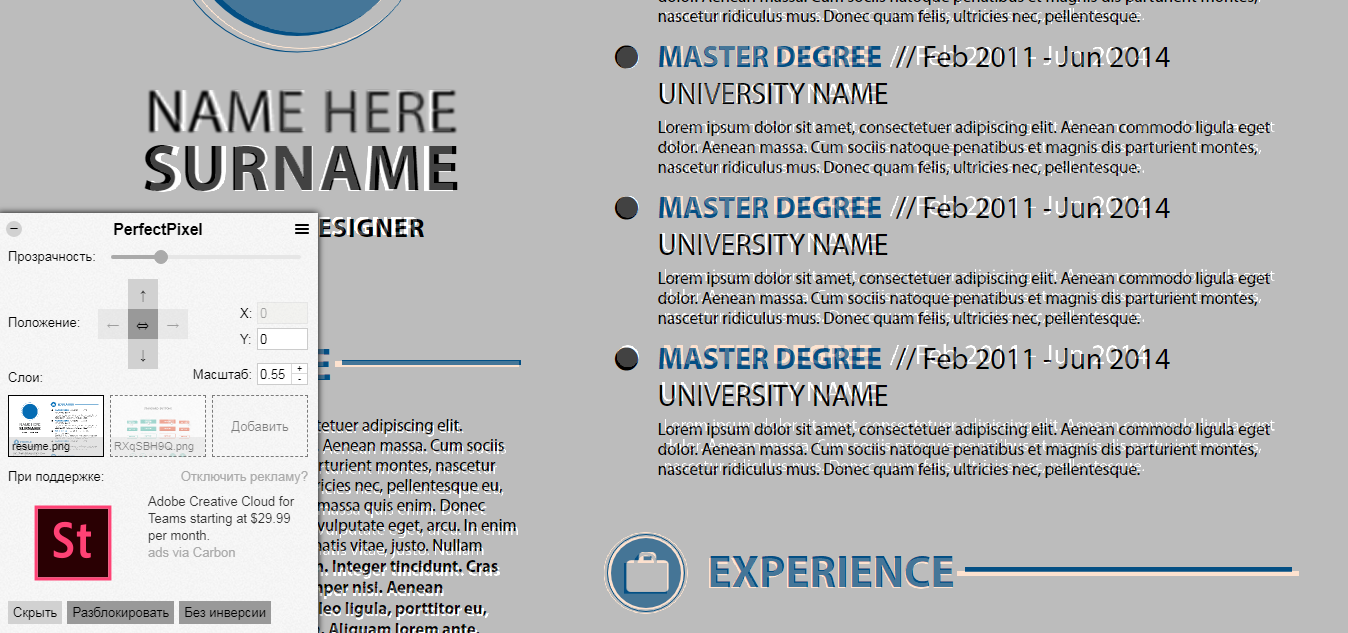 dolor. Aenean massa. Cum sociis natoque penatibus et magnis dis parturient montes,
nascetur ridiculus mus. Donec quam felis, ultricies nec, pellentesque.
MASTER DEGREE // Feb 2011 - Jun 2014
UNIVERSITY NAME
Lorem ipsum dolor sit amet, consectetuer adipiscing elit. Aenean commodo ligula eget
dolor. Aenean massa. Cum sociis natoque penatibus et magnis dis parturient montes,
nascetur ridiculus mus. Donec quam felis, ultricies nec, pellentesque.
MASTER DEGREE // Feb 2011 - Jun 2014
UNIVERSITY NAME
Lorem ipsum dolor sit amet, consectetuer adipiscing elit. Aenean commodo ligula eget
dolor. Aenean massa. Cum sociis natoque penatibus et magnis dis parturient montes,
nascetur ridiculus mus. Donec quam felis, ultricies nec, pellentesque.
MASTER DEGREE // Feb 2011 - Jun 2014
UNIVERSITY NAME
Lorem ipsum dolor sit amet, consectetuer adipiscing elit. Aenean commodo ligula eget
dolor. Aenean massa. Cum sociis natoque penatibus et magnis dis parturient montes,
nascetur ridiculus mus. Donec quam felis, ultricies nec, pellentesque.
EXPERIENCE
NAME HERE
SURNAME
ESIGNER
E
tetuer adipiscing elit.
Aenean massa. Cum sociis
rturient montes, nascetur
ricies nec, pellentesque eu,
massa quis enim. Donec
vulputate eget, arcu. In enim
natis vitae, justo. Nullam
n. Integer tincidunt. Cras
nper nisi. Aenean
leo ligula, porttitor eu,
Aliquam lorem ante,
PerfectPixel
Прозрачность:
Положение:
X: 0
Y: 0
Масштаб: 0.55 + -
Слои:
NAME HERE
SURNAME
resume.png
RXqSBH9Q.png
Добавить
При поддержке:
Отключить рекламу?
St
Adobe Creative Cloud for
Teams starting at $29.99
per month.
ads via Carbon
Скрыть
Разблокировать
Без инверсии